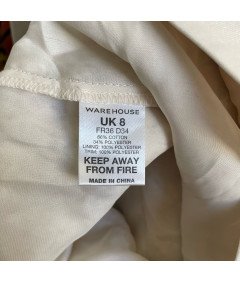 WAREHOUSE
UK 8
FR36 D34
66% COTTON
34% POLYESTER
LINING: 100% POLYESTER
TRIM: 100% POLYESTER
KEEP AWAY
FROM FIRE
MADE IN CHINA